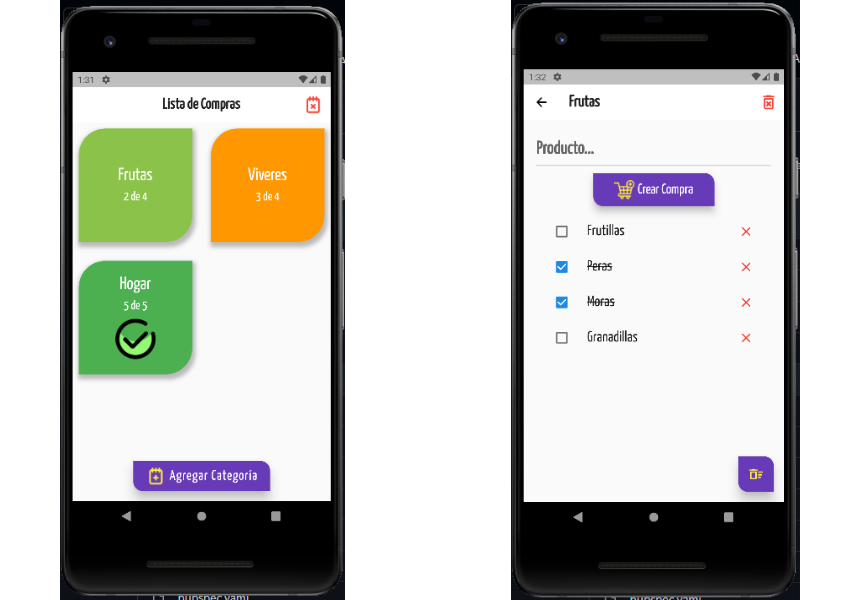 1:31
Lista de Compras
Frutas
2 de 4
Viveres
3 de 4
Hogar
5 de 5
Agregar Categoría
1:32
Frutas
Producto...
Crear Compra
Frutillas
Peras
Moras
Granadillas